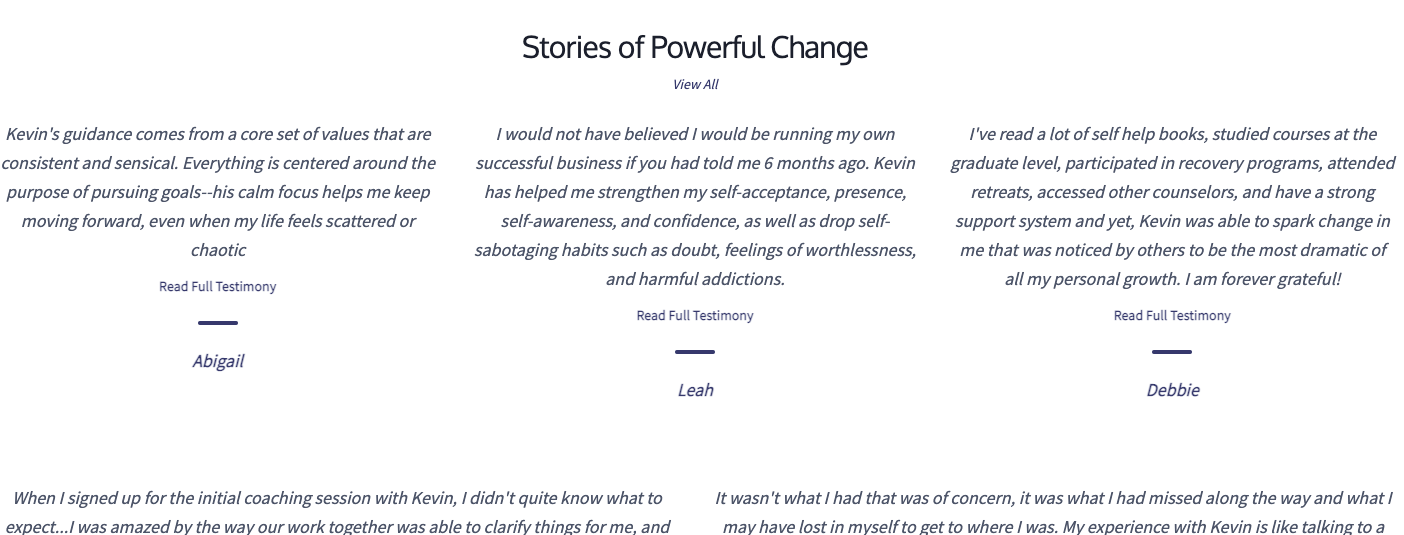 Stories of Powerful Change
View All
Kevin's guidance comes from a core set of values that are
consistent and sensical. Everything is centered around the
purpose of pursuing goals--his calm focus helps me keep
moving forward, even when my life feels scattered or
chaotic
Read Full Testimony
Abigail
I would not have believed I would be running my own
successful business if you had told me 6 months ago. Kevin
has helped me strengthen my self-acceptance, presence,
self-awareness, and confidence, as well as drop self-
sabotaging habits such as doubt, feelings of worthlessness,
and harmful addictions.
Read Full Testimony
Leah
I've read a lot of self help books, studied courses at the
graduate level, participated in recovery programs, attended
retreats, accessed other counselors, and have a strong
support system and yet, Kevin was able to spark change in
me that was noticed by others to be the most dramatic of
all my personal growth. I am forever grateful!
Read Full Testimony
Debbie
When I signed up for the initial coaching session with Kevin, I didn't quite know what to
expect...I was amazed by the way our work together was able to clarify things for me, and
It wasn't what I had that was of concern, it was what I had missed along the way and what I
may have lost in myself to get to where I was. My experience with Kevin is like talking to a